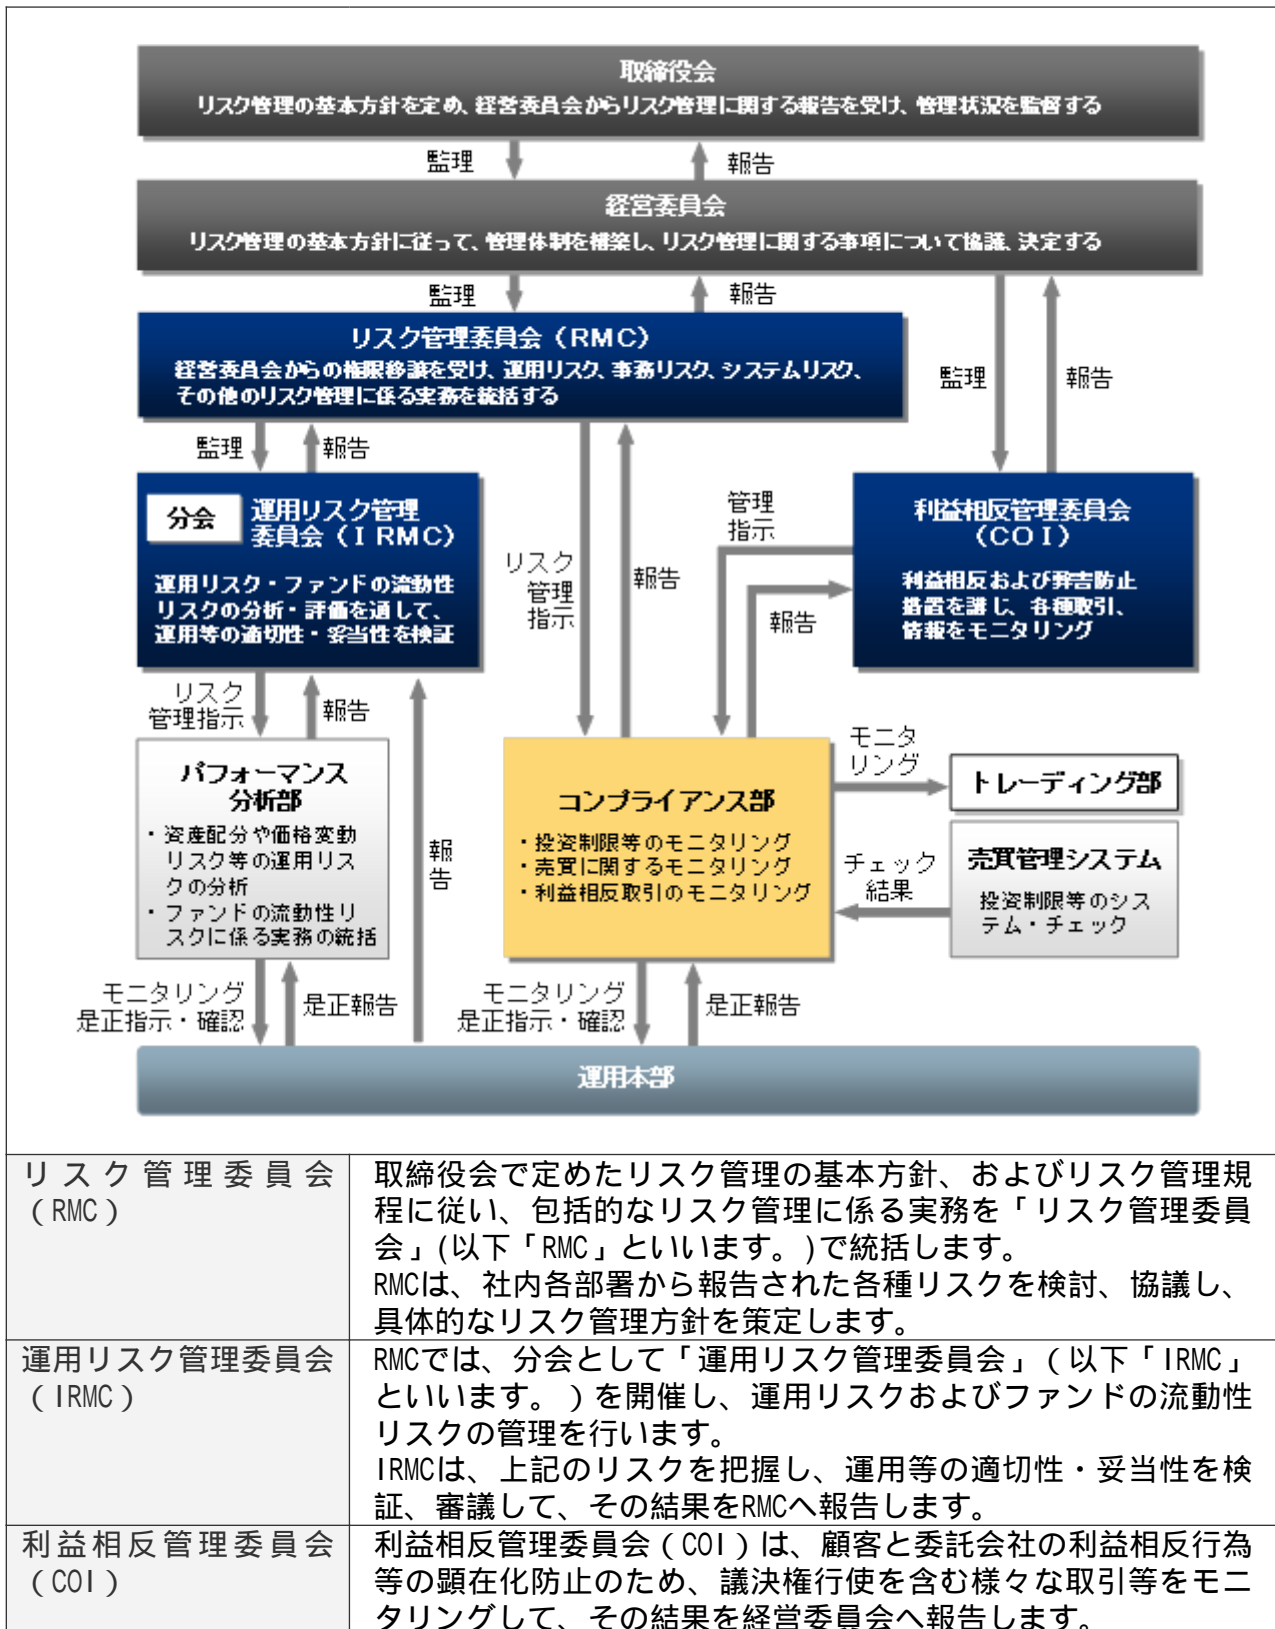 取締役会
リスク管理の基本方針を定め、経営委員会からリスク管理に関する報告を受け、管理状況を監督する
監理
報告
経営委員会
リスク管理の基本方針に従って、管理体制を構築し、リスク管理に関する事項について協議、決定する
監理
報告
リスク管理委員会（RMC）
経営委員会からの権限移譲を受け、運用リスク、事務リスク、システムリスク、
その他のリスク管理に係る実務を統括する
監理
報告
監理
報告
分会
運用リスク管理
委員会（IRMC）
運用リスク・ファンドの流動性
リスクの分析・評価を通して、
運用等の適切性・妥当性を検証
リスク
管理
指示
報告
管理
指示
報告
利益相反管理委員会
（COI）
利益相反および弊害防止
措置を講じ、各種取引、
情報をモニタリング
リスク
管理指示
報告
パフォーマンス
分析部
・資産配分や価格変動
リスク等の運用リス
クの分析
・ファンドの流動性リ
スクに係る実務の統括
報
告
コンプライアンス部
・投資制限等のモニタリング
・売買に関するモニタリング
・利益相反取引のモニタリング
モニタ
リング
トレーディング部
チェック
結果
売買管理システム
投資制限等のシス
テム・チェック
モニタリング
是正指示・確認
是正報告
モニタリング
是正指示・確認
是正報告
運用本部
リスク管理委員会
（RMC）
取締役会で定めたリスク管理の基本方針、およびリスク管理規
程に従い、包括的なリスク管理に係る実務を「リスク管理委員
会」(以下「RMC」といいます。)で統括します。
RMCは、社内各部署から報告された各種リスクを検討、協議し、
具体的なリスク管理方針を策定します。
運用リスク管理委員会
（IRMC）
RMCでは、分会として「運用リスク管理委員会」（以下「IRMC」
といいます。）を開催し、運用リスクおよびファンドの流動性
リスクの管理を行います。
IRMCは、上記のリスクを把握し、運用等の適切性・妥当性を検
証、審議して、その結果をRMCへ報告します。
利益相反管理委員会
（COI）
利益相反管理委員会（COI）は、顧客と委託会社の利益相反行為
等の顕在化防止のため、議決権行使を含む様々な取引等をモニ
タリングして、その結果を経営委員会へ報告します。